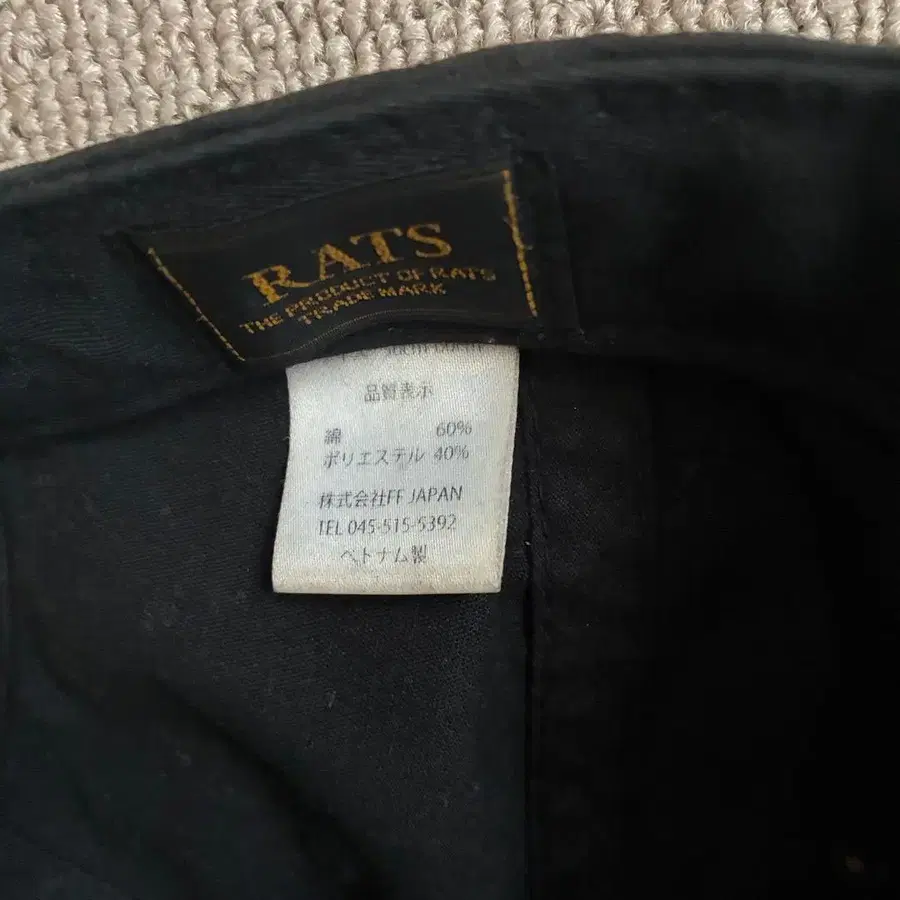 RATS
THE PRODUCT OF RATS
TRADE MARK
品質表示
綿 60%
ポリエステル 40%
株式会社FF JAPAN
TEL 045-515-5392
ベトナム製